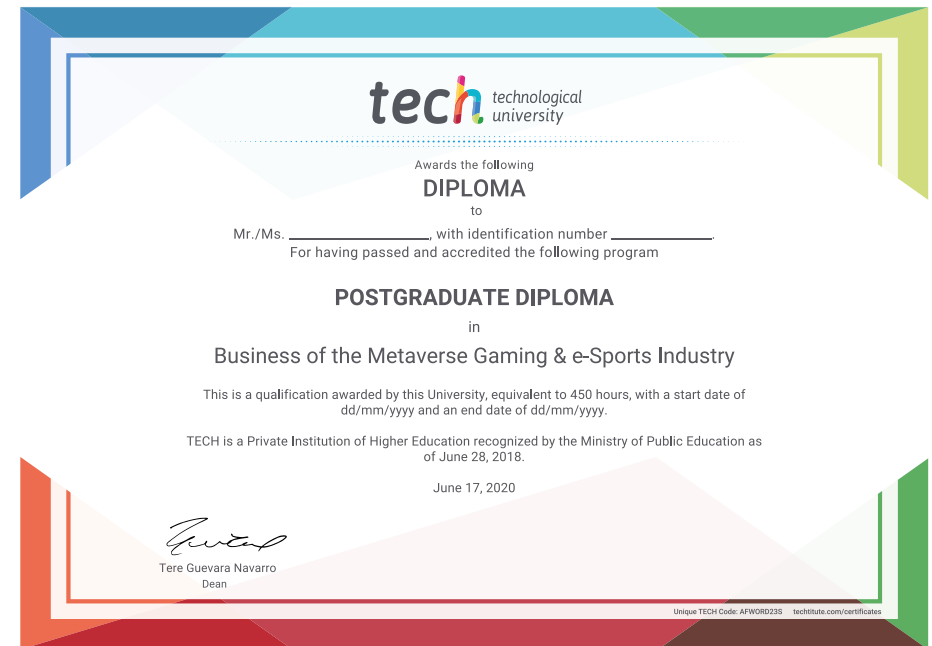 tech technological
university
Awards the following
DIPLOMA
to
Mr./Ms. ____________________, with identification number ______________.
For having passed and accredited the following program
POSTGRADUATE DIPLOMA
in
Business of the Metaverse Gaming & e-Sports Industry
This is a qualification awarded by this University, equivalent to 450 hours, with a start date of
dd/mm/yyyy and an end date of dd/mm/yyyy.
TECH is a Private Institution of Higher Education recognized by the Ministry of Public Education as
of June 28, 2018.
June 17, 2020
Tere Guevara Navarro
Dean
Unique TECH Code: AFWORD23S techtitute.com/certificates